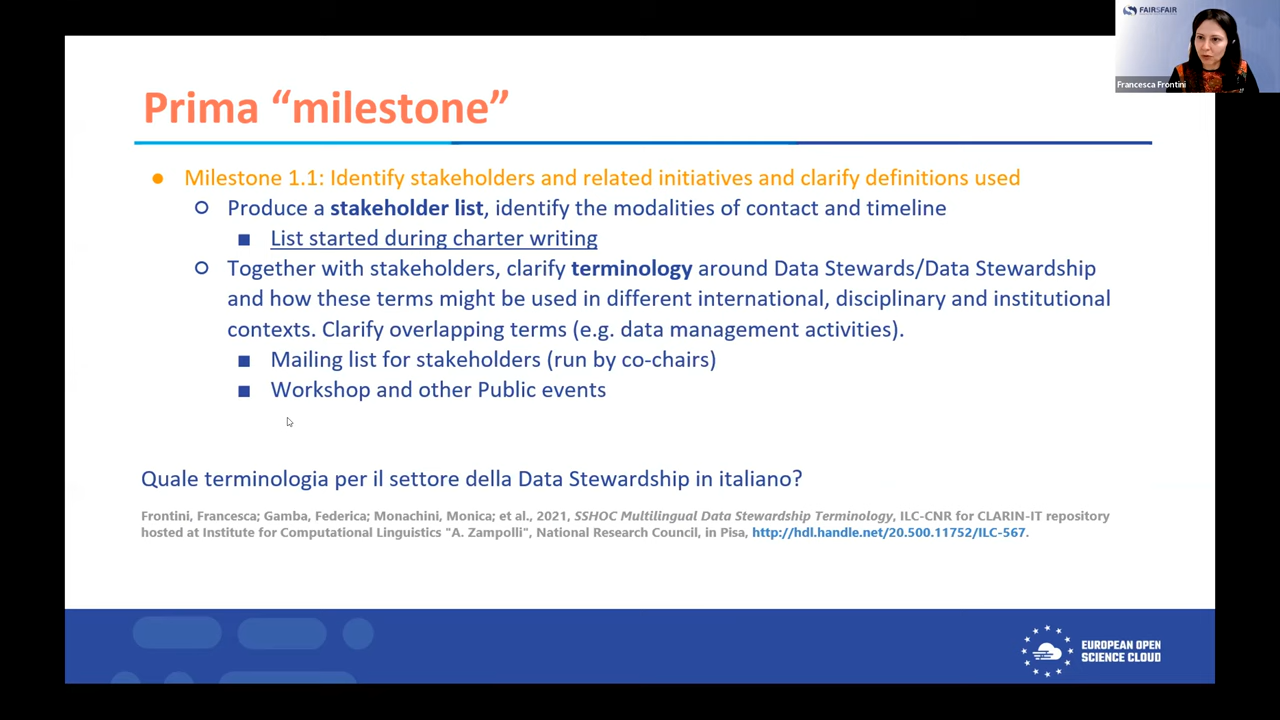 FAIRSFAIR
Francesca Frontini
Prima “milestone”
● Milestone 1.1: Identify stakeholders and related initiatives and clarify definitions used
○ Produce a stakeholder list, identify the modalities of contact and timeline
■ List started during charter writing
○ Together with stakeholders, clarify terminology around Data Stewards/Data Stewardship
and how these terms might be used in different international, disciplinary and institutional
contexts. Clarify overlapping terms (e.g. data management activities).
■ Mailing list for stakeholders (run by co-chairs)
■ Workshop and other Public events
Quale terminologia per il settore della Data Stewardship in italiano?
Frontini, Francesca; Gamba, Federica; Monachini, Monica; et al., 2021, SSHOC Multilingual Data Stewardship Terminology, ILC-CNR for CLARIN-IT repository
hosted at Institute for Computational Linguistics "A. Zampolli", National Research Council, in Pisa, http://hdl.handle.net/20.500.11752/ILC-567.
EUROPEAN OPEN
SCIENCE CLOUD